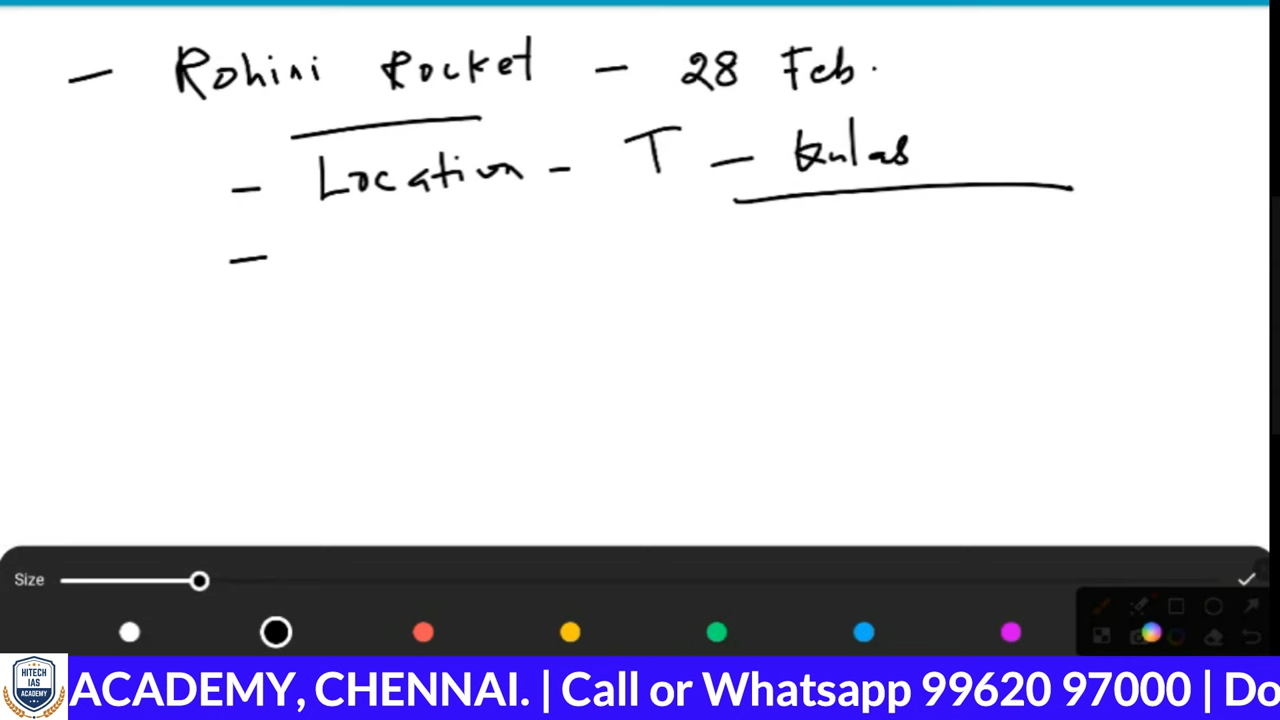 — Rohini Rocket — 28 Feb.
- Location - T — Kulas
-
Size
HITECH
IAS
ACADEMY
ACADEMY, CHENNAI. | Call or Whatsapp 99620 97000 | Do